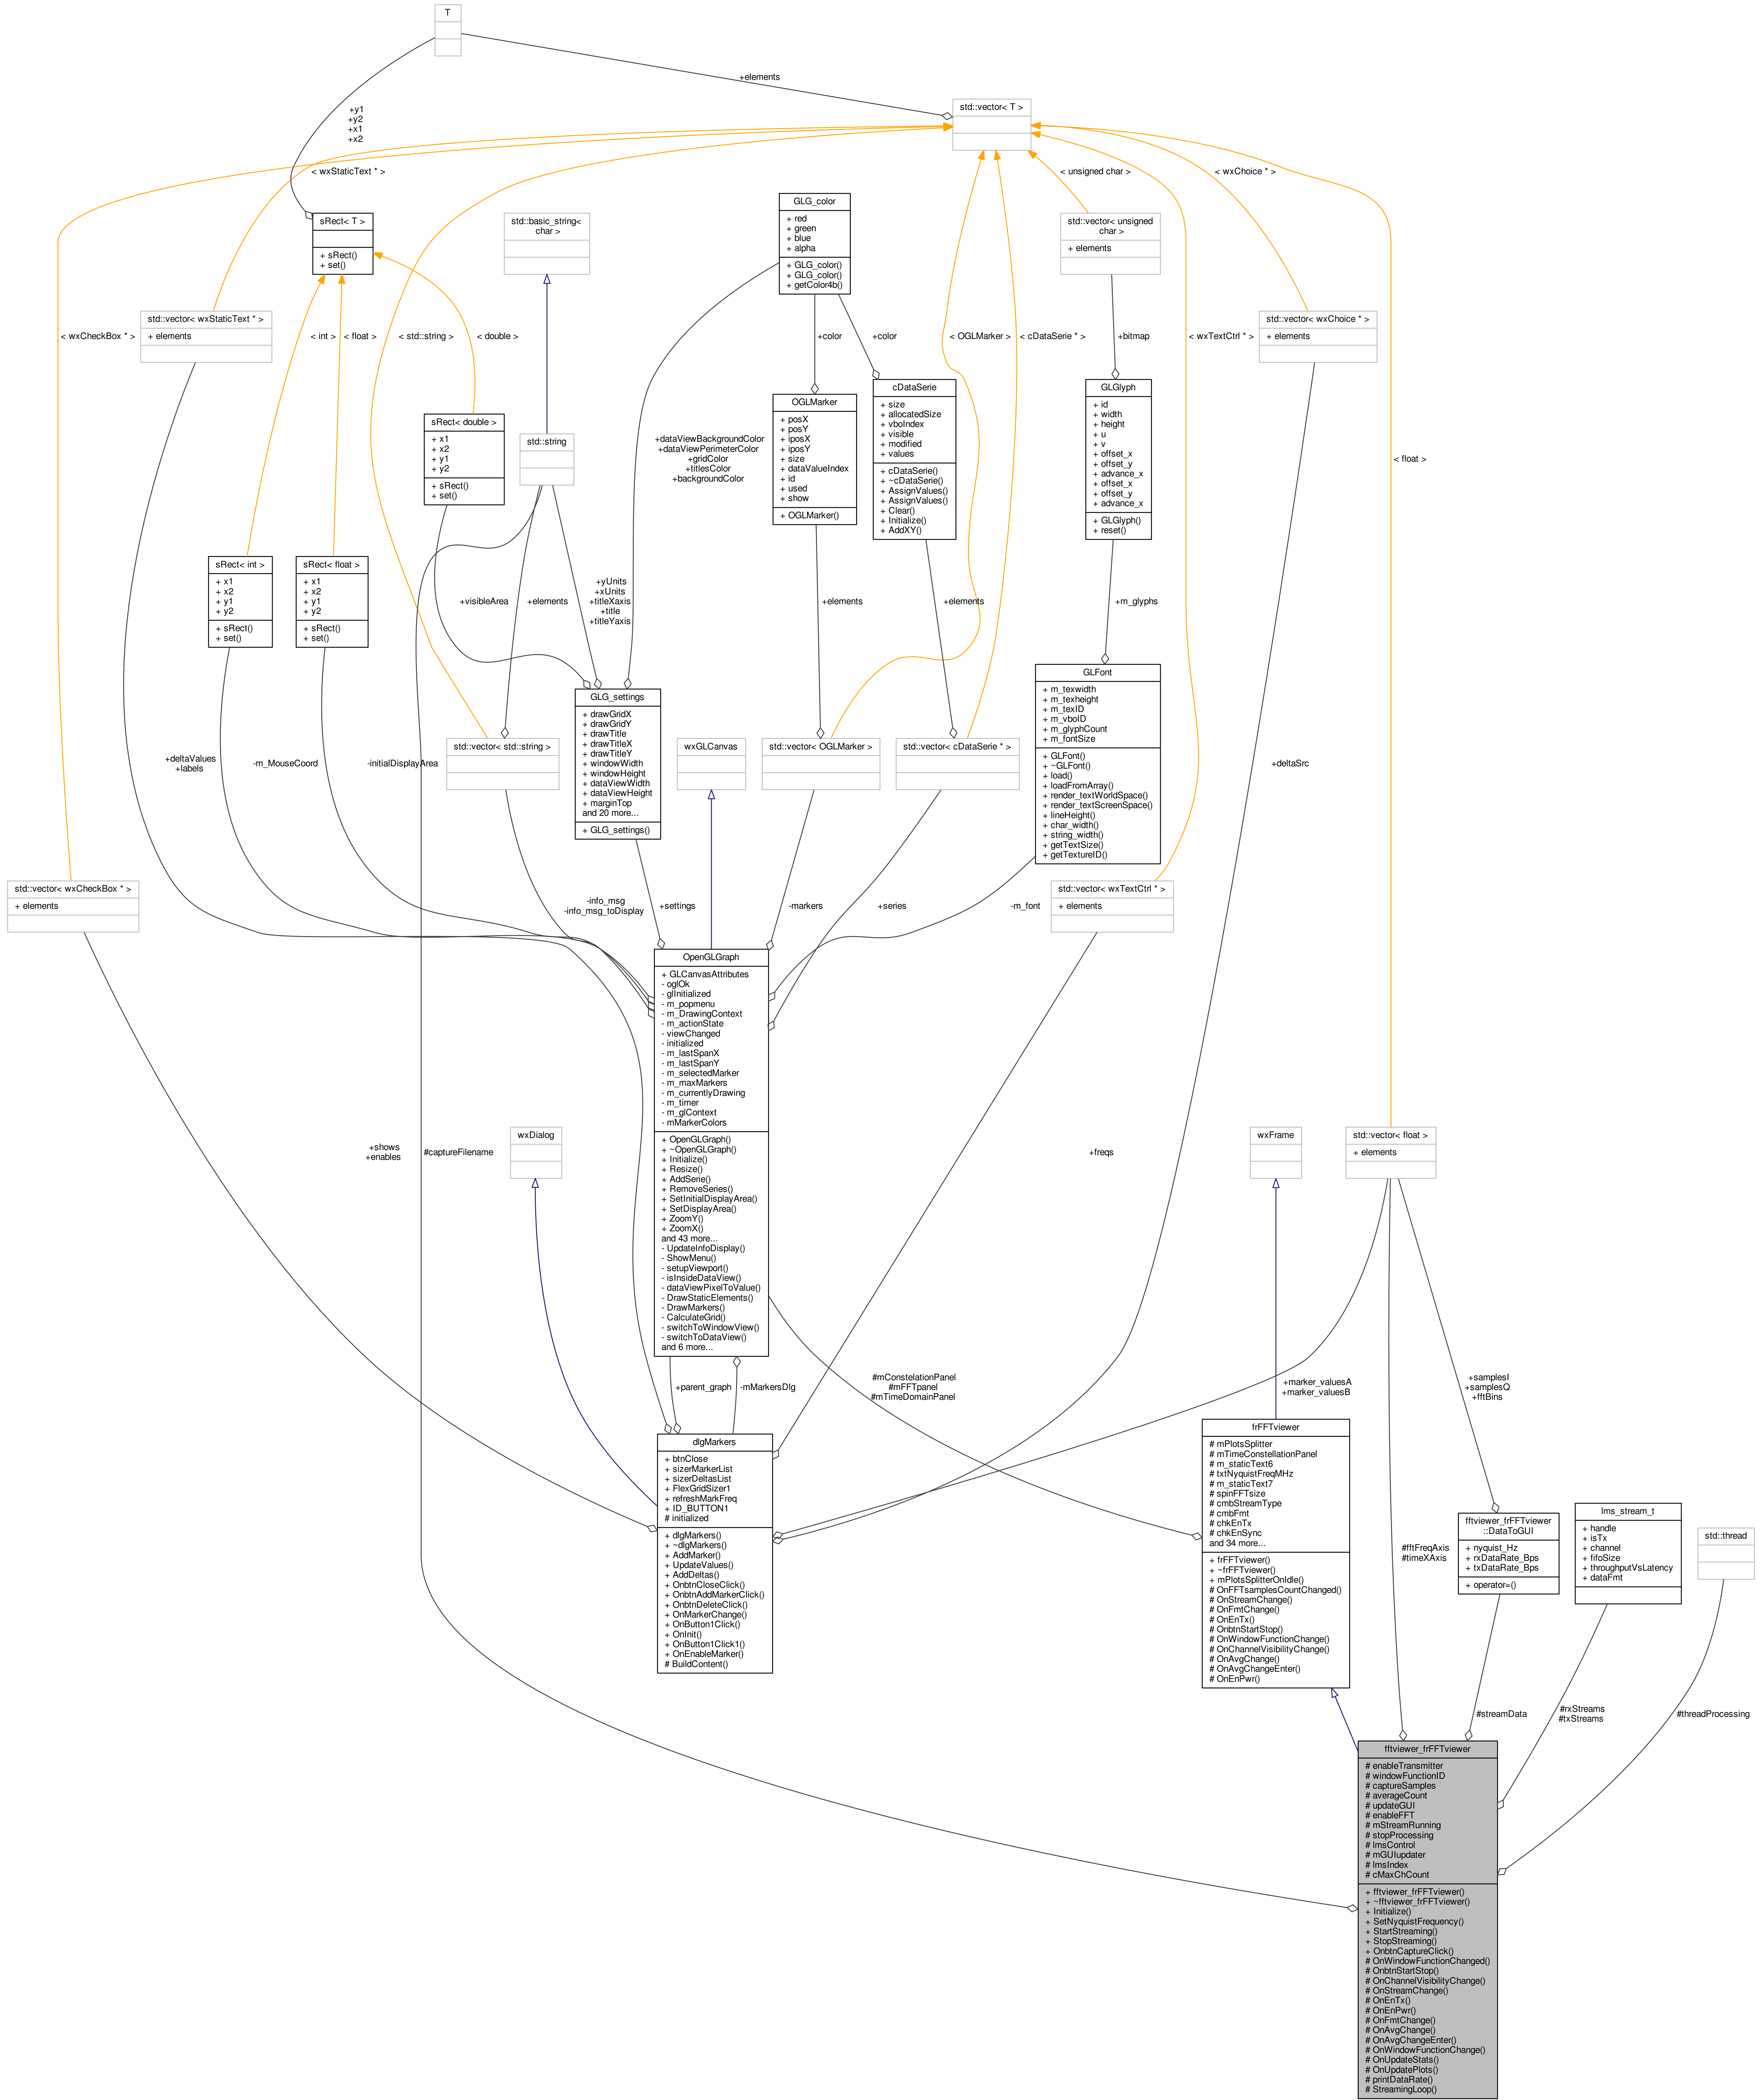 T
+elements
std::vector< T >
+y1
+y2
+x1
+x2
< wxStaticText * >
< unsigned char >
< wxChoice * >
sRect< T >
+ sRect()
+ set()
std::basic_string<
char >
GLG_color
+ red
+ green
+ blue
+ alpha
+ GLG_color()
+ GLG_color()
+ getColor4b()
std::vector< unsigned
char >
+ elements
std::vector< wxStaticText * >
+ elements
std::vector< wxChoice * >
+ elements
< wxCheckBox * >
< int >
< float >
< std::string >
< double >
+color
+color
< OGLMarker >
< cDataSerie * >
+bitmap
< wxTextCtrl * >
sRect< double >
+ x1
+ x2
+ y1
+ y2
+ sRect()
+ set()
std::string
+dataViewBackgroundColor
+dataViewPerimeterColor
+gridColor
+titlesColor
+backgroundColor
OGLMarker
+ posX
+ posY
+ iposX
+ iposY
+ size
+ dataValueIndex
+ id
+ used
+ show
+ OGLMarker()
cDataSerie
+ size
+ allocatedSize
+ vboIndex
+ visible
+ modified
+ values
+ cDataSerie()
+ ~cDataSerie()
+ AssignValues()
+ AssignValues()
+ Clear()
+ Initialize()
+ AddXY()
GLGlyph
+ id
+ width
+ height
+ u
+ v
+ offset_x
+ offset_y
+ advance_x
+ offset_x
+ offset_y
+ advance_x
+ GLGlyph()
+ reset()
< float >
sRect< int >
+ x1
+ x2
+ y1
+ y2
+ sRect()
+ set()
sRect< float >
+ x1
+ x2
+ y1
+ y2
+ sRect()
+ set()
+visibleArea
+elements
+yUnits
+xUnits
+titleXaxis
+title
+titleYaxis
+elements
+elements
+m_glyphs
GLFont
+ m_texwidth
+ m_texheight
+ m_texID
+ m_vboID
+ m_glyphCount
+ m_fontSize
+ GLFont()
+ ~GLFont()
+ load()
+ loadFromArray()
+ render_textWorldSpace()
+ render_textScreenSpace()
+ lineHeight()
+ char_width()
+ string_width()
+ getTextSize()
+ getTextureID()
GLG_settings
+ drawGridX
+ drawGridY
+ drawTitle
+ drawTitleX
+ drawTitleY
+ windowWidth
+ windowHeight
+ dataViewWidth
+ dataViewHeight
+ marginTop
and 20 more...
+ GLG_settings()
+deltaValues
+labels
-m_MouseCoord
-initialDisplayArea
std::vector< std::string >
wxGLCanvas
std::vector< OGLMarker >
std::vector< cDataSerie * >
+deltaSrc
std::vector< wxCheckBox * >
+ elements
-info_msg
-info_msg_toDisplay
+settings
-markers
+series
-m_font
std::vector< wxTextCtrl * >
+ elements
OpenGLGraph
+ GLCanvasAttributes
- oglOk
- glInitialized
- m_popmenu
- m_DrawingContext
- m_actionState
- viewChanged
- initialized
- m_lastSpanX
- m_lastSpanY
- m_selectedMarker
- m_maxMarkers
- m_currentlyDrawing
- m_timer
- m_glContext
- mMarkerColors
+ OpenGLGraph()
+ ~OpenGLGraph()
+ Initialize()
+ Resize()
+ AddSerie()
+ RemoveSeries()
+ SetInitialDisplayArea()
+ SetDisplayArea()
+ ZoomY()
+ ZoomX()
and 43 more...
- UpdateInfoDisplay()
- ShowMenu()
- setupViewport()
- isInsideDataView()
- dataViewPixelToValue()
- DrawStaticElements()
- DrawMarkers()
- CalculateGrid()
- switchToWindowView()
- switchToDataView()
and 6 more...
+shows
+enables
#captureFilename
wxDialog
+freqs
wxFrame
std::vector< float >
+ elements
+parent_graph
-mMarkersDlg
#mConstelationPanel
#mFFTpanel
#mTimeDomainPanel
+marker_valuesA
+marker_valuesB
+samplesI
+samplesQ
+fftBins
dlgMarkers
+ btnClose
+ sizerMarkerList
+ sizerDeltasList
+ FlexGridSizer1
+ refreshMarkFreq
+ ID_BUTTON1
# initialized
+ dlgMarkers()
+ ~dlgMarkers()
+ AddMarker()
+ UpdateValues()
+ AddDeltas()
+ OnbtnCloseClick()
+ OnbtnAddMarkerClick()
+ OnbtnDeleteClick()
+ OnMarkerChange()
+ OnButton1Click()
+ OnInit()
+ OnButton1Click1()
+ OnEnableMarker()
# BuildContent()
frFFTviewer
# mPlotsSplitter
# mTimeConstellationPanel
# m_staticText6
# txtNyquistFreqMHz
# m_staticText7
# spinFFTsize
# cmbStreamType
# cmbFmt
# chkEnTx
# chkEnSync
and 34 more...
+ frFFTviewer()
+ ~frFFTviewer()
+ mPlotsSplitterOnIdle()
# OnFFTsamplesCountChanged()
# OnStreamChange()
# OnFmtChange()
# OnEnTx()
# OnbtnStartStop()
# OnWindowFunctionChange()
# OnChannelVisibilityChange()
# OnAvgChange()
# OnAvgChangeEnter()
# OnEnPwr()
#fftFreqAxis
#timeXAxis
fftviewer_frFFTviewer
::DataToGUI
+ nyquist_Hz
+ rxDataRate_Bps
+ txDataRate_Bps
+ operator=()
lms_stream_t
+ handle
+ isTx
+ channel
+ fifoSize
+ throughputVsLatency
+ dataFmt
std::thread
#streamData
#rxStreams
#txStreams
#threadProcessing
fftviewer_frFFTviewer
# enableTransmitter
# windowFunctionID
# captureSamples
# averageCount
# updateGUI
# enableFFT
# mStreamRunning
# stopProcessing
# lmsControl
# mGUIupdater
# lmsIndex
# cMaxChCount
+ fftviewer_frFFTviewer()
+ ~fftviewer_frFFTviewer()
+ Initialize()
+ SetNyquistFrequency()
+ StartStreaming()
+ StopStreaming()
+ OnbtnCaptureClick()
# OnWindowFunctionChanged()
# OnbtnStartStop()
# OnChannelVisibilityChange()
# OnStreamChange()
# OnEnTx()
# OnEnPwr()
# OnFmtChange()
# OnAvgChange()
# OnAvgChangeEnter()
# OnWindowFunctionChange()
# OnUpdateStats()
# OnUpdatePlots()
# printDataRate()
# StreamingLoop()